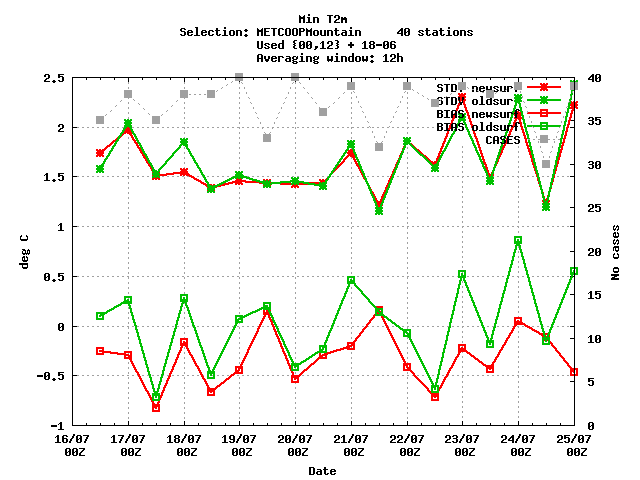 Min T2m
Selection: METCOOPMountain 40 stations
Used {00,12} + 18-06
Averaging window: 12h
STDV newsurf
STDV oldsurf
BIAS newsurf
BIAS oldsurf
CASES
2.5
2
1.5
1
0.5
0
-0.5
-1
deg C
40
35
30
25
20
15
10
5
0
No cases
16/07 17/07 18/07 19/07 20/07 21/07 22/07 23/07 24/07 25/07
00Z 00Z 00Z 00Z 00Z 00Z 00Z 00Z 00Z 00Z
Date